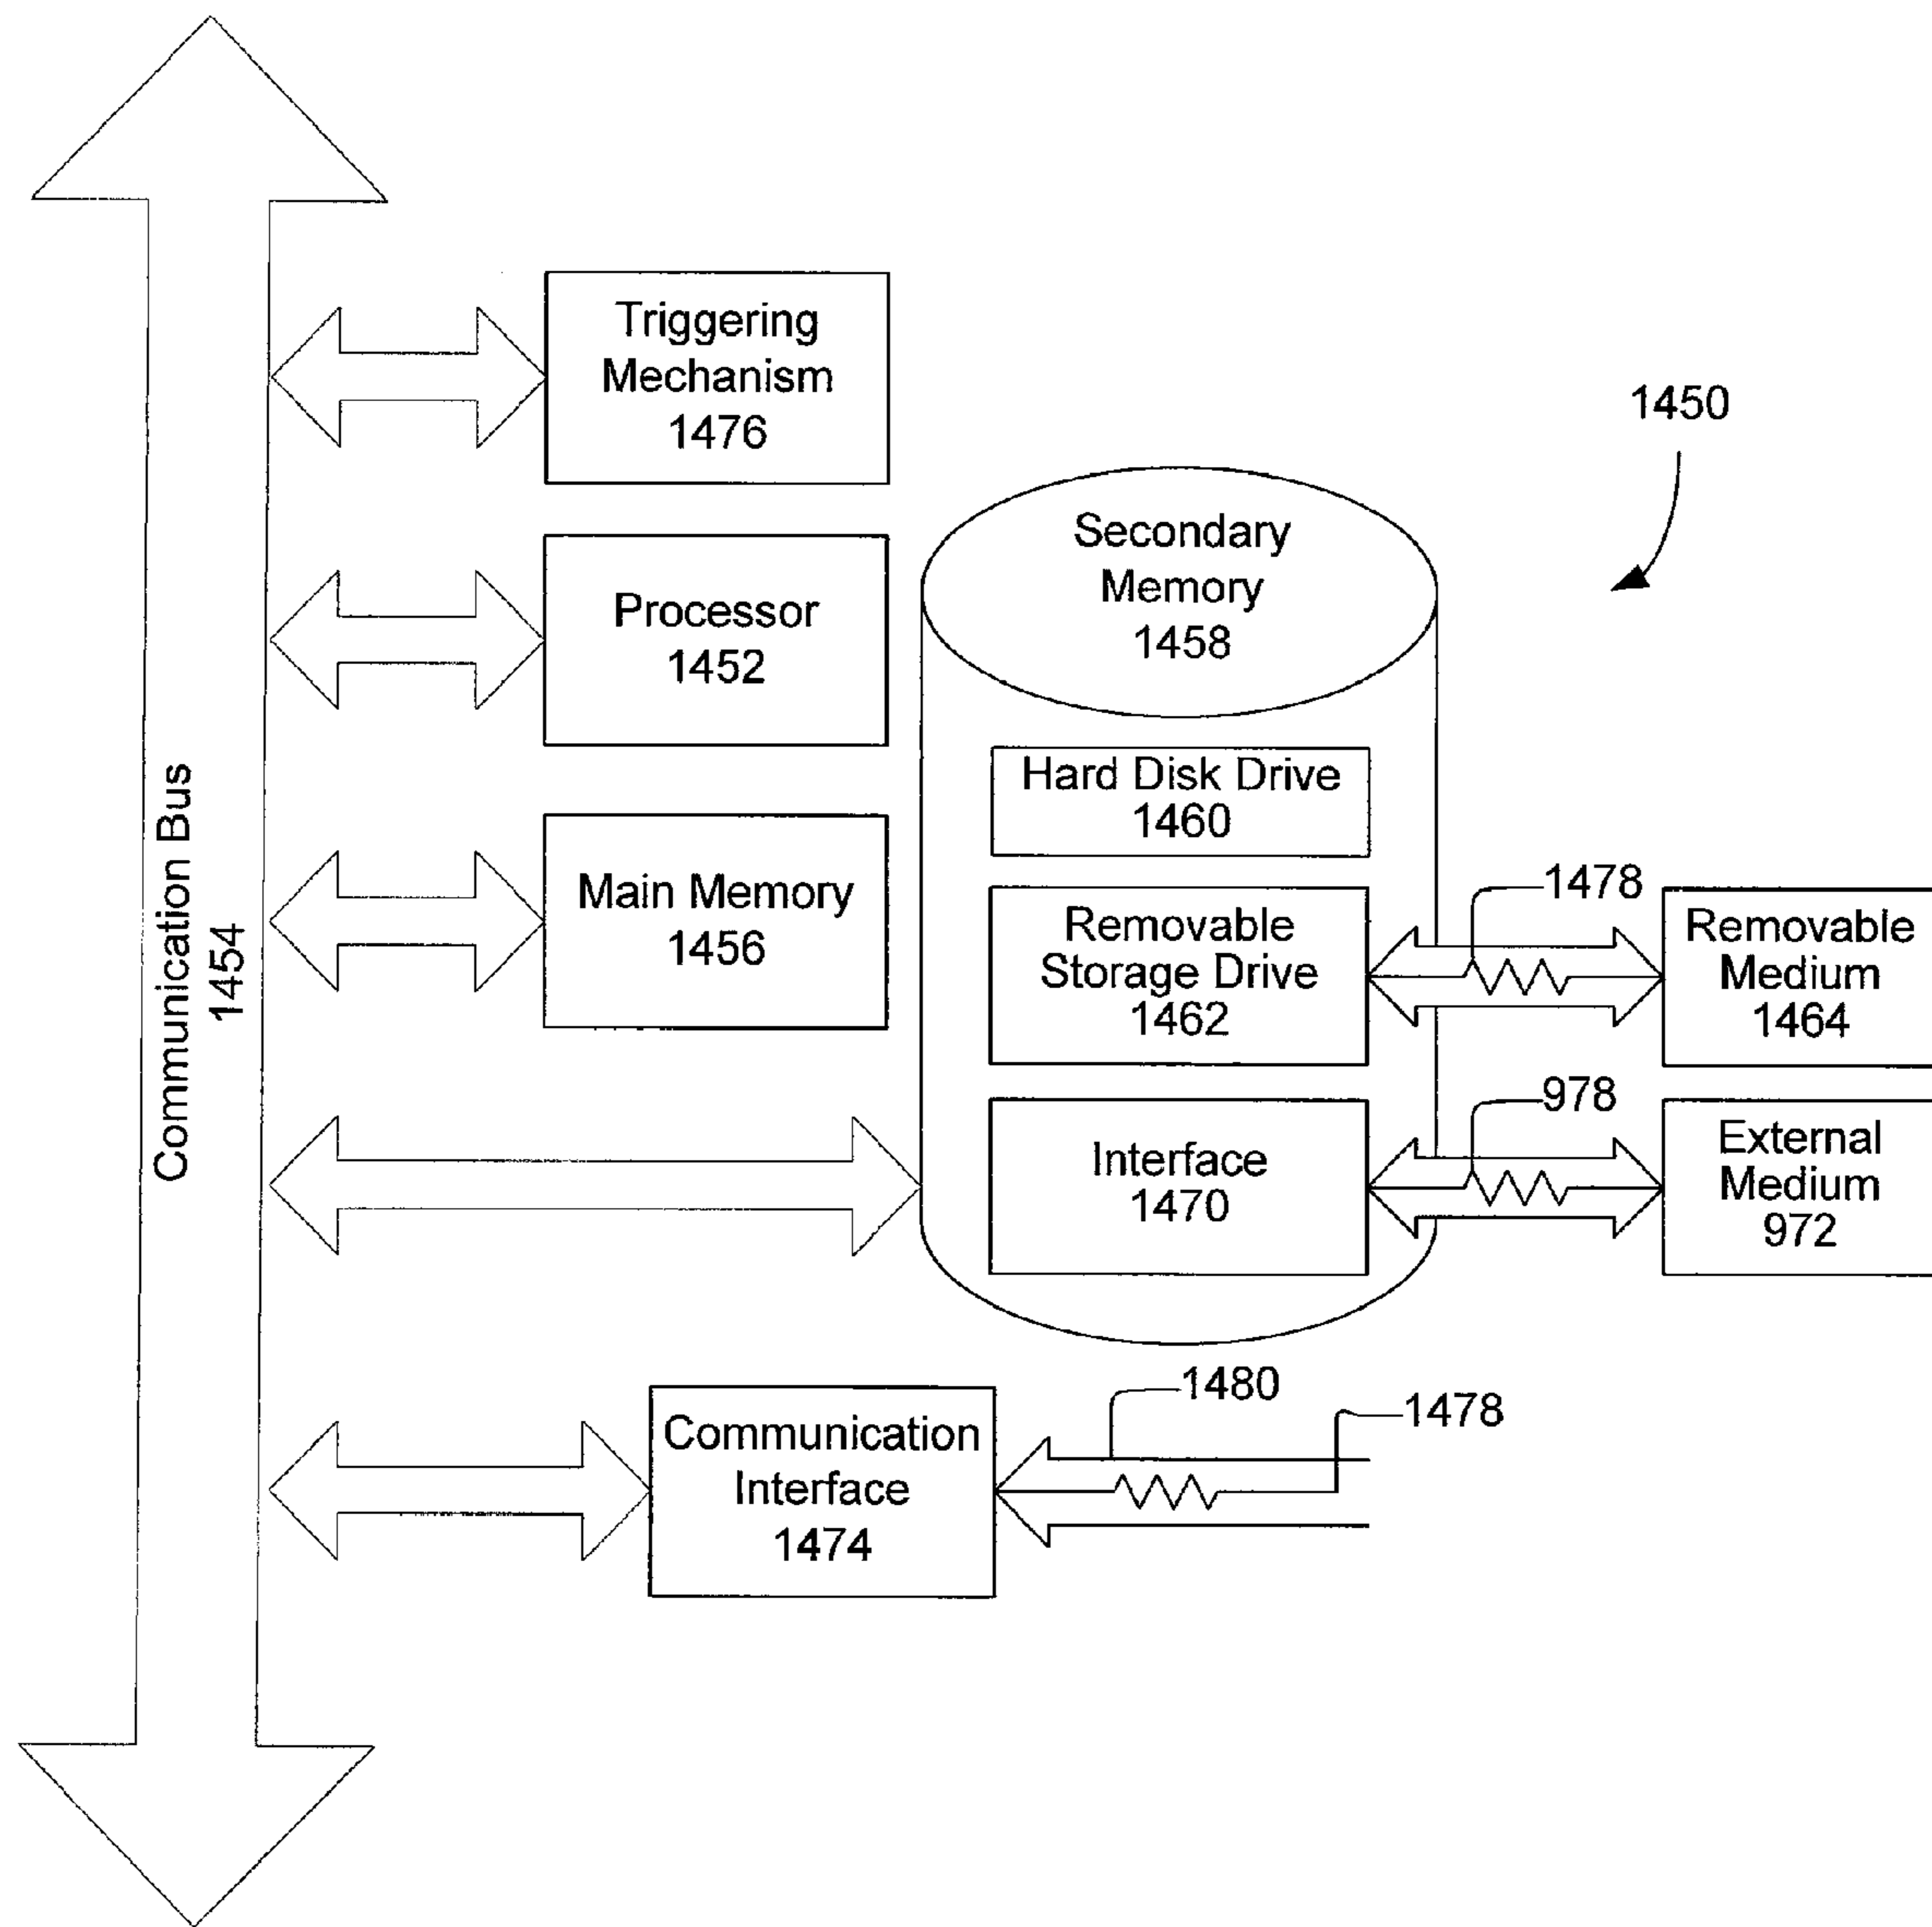 Communication Bus
1454
Triggering
Mechanism
1476
1450
Processor
1452
Secondary
Memory
1458
Main Memory
1456
Hard Disk Drive
1460
Removable
Storage Drive
1462
1478
Removable
Medium
1464
Interface
1470
978
External
Medium
972
Communication
Interface
1474
1480
1478